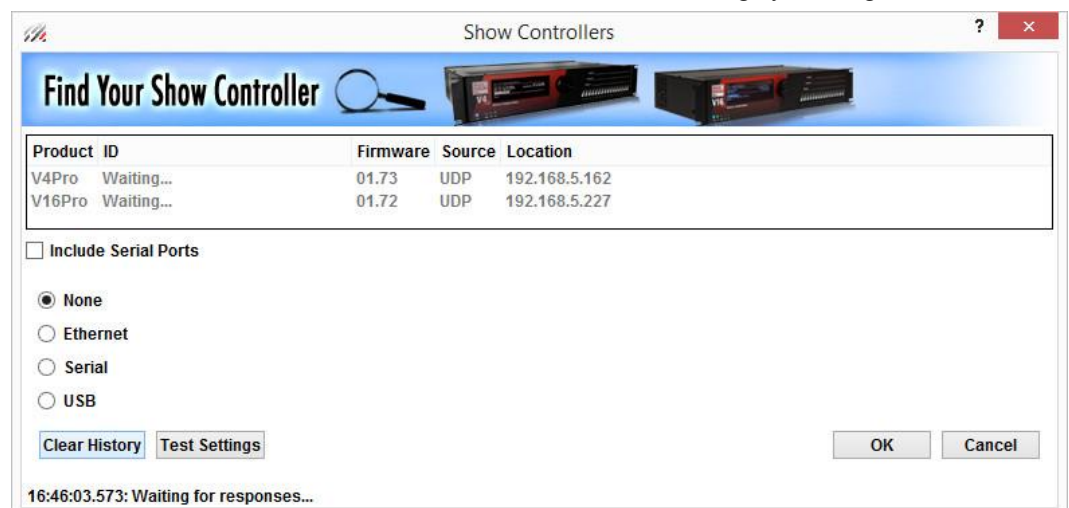 Show Controllers ? ×
Find Your Show Controller
V4
V16
Product ID Firmware Source Location
V4Pro Waiting... 01.73 UDP 192.168.5.162
V16Pro Waiting... 01.72 UDP 192.168.5.227
Include Serial Ports
None
Ethernet
Serial
USB
Clear History Test Settings OK Cancel
16:46:03.573: Waiting for responses...